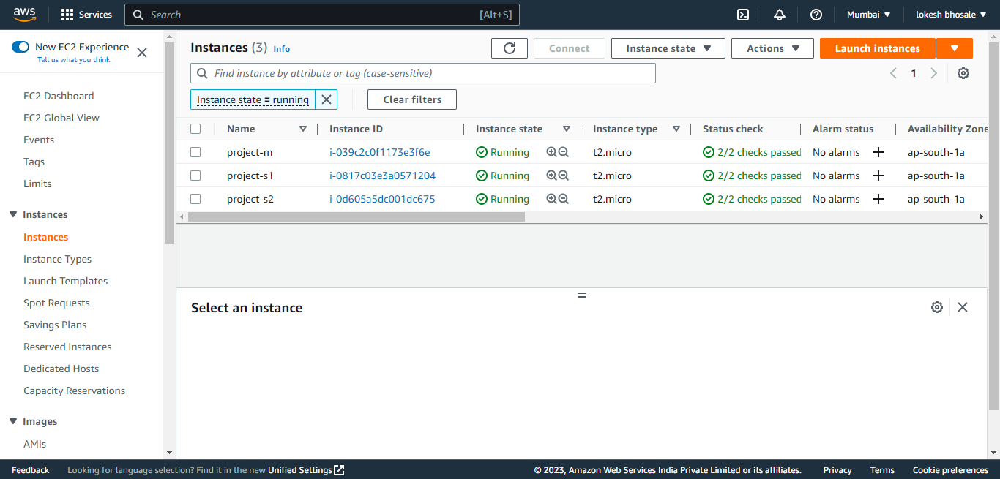 aws
Services
Search [Alt+S]
Mumbai
lokesh bhosale
New EC2 Experience
Tell us what you think
EC2 Dashboard
EC2 Global View
Events
Tags
Limits
Instances
Instances
Instance Types
Launch Templates
Spot Requests
Savings Plans
Reserved Instances
Dedicated Hosts
Capacity Reservations
Images
AMIs
Instances (3) Info
Connect
Instance state
Actions
Launch instances
Find instance by attribute or tag (case-sensitive)
1
Instance state = running
Clear filters
Name Instance ID Instance state Instance type Status check Alarm status Availability Zone
project-m i-039c2c0f1173e3f6e Running t2.micro 2/2 checks passed No alarms ap-south-1a
project-s1 i-0817c03e3a0571204 Running t2.micro 2/2 checks passed No alarms ap-south-1a
project-s2 i-0d605a5dc001dc675 Running t2.micro 2/2 checks passed No alarms ap-south-1a
Select an instance
Feedback Looking for language selection? Find it in the new Unified Settings © 2023, Amazon Web Services India Private Limited or its affiliates. Privacy Terms Cookie preferences